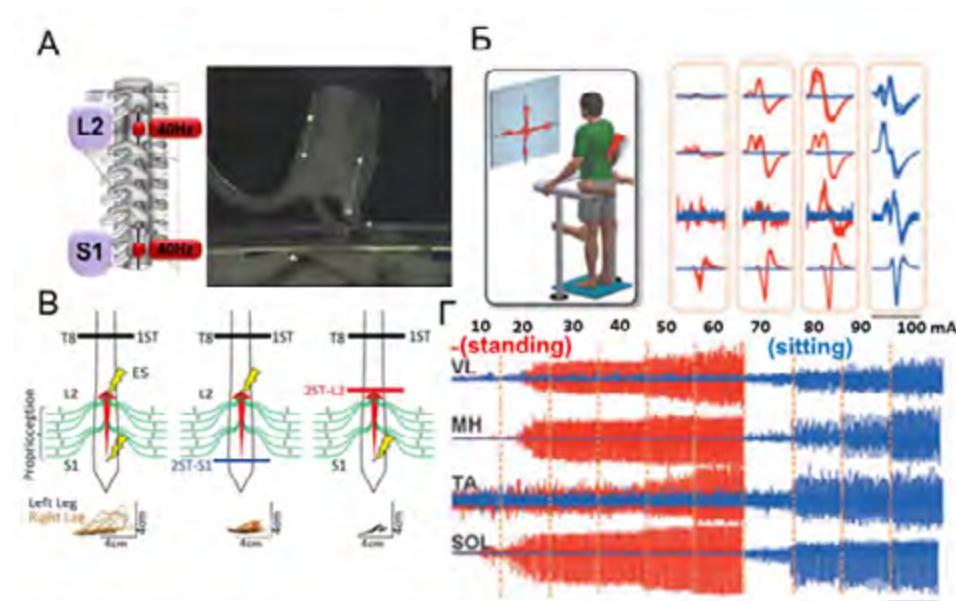 А
L2
40Hz
S1
40Hz
Б
В
T8
1ST
ES
L2
Proprioception
S1
Left Leg
Right Leg
4cm
4cm
T8
1ST
L2
2ST-S1
4cm
4cm
T8
1ST
2ST-L2
S1
4cm
4cm
Г
10 20 30 40 50 60 70 80 90 100 mA
-(standing)
(sitting)
VL
MH
TA
SOL